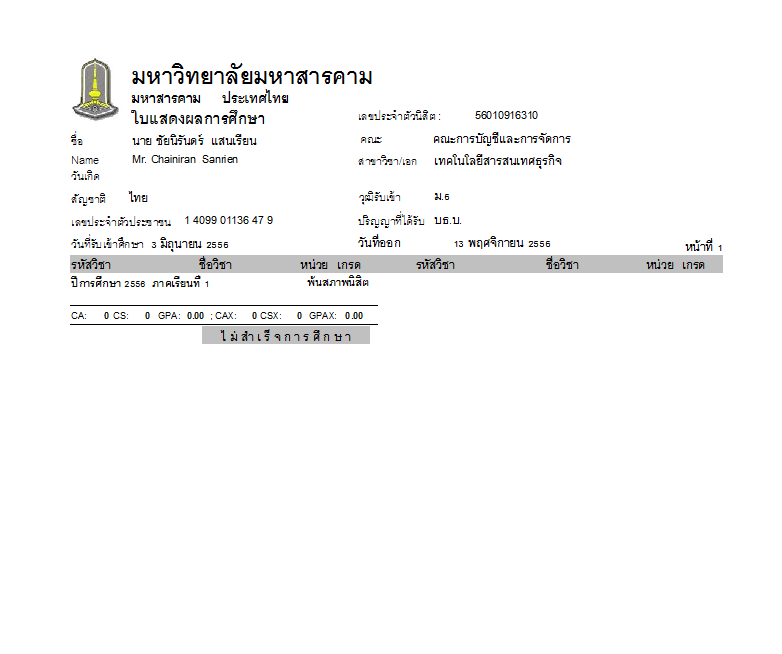 มหาวิทยาลัยมหาสารคาม
มหาสารคาม ประเทศไทย
ใบแสดงผลการศึกษา เลขประจำตัวนิสิต : 56010916310
ชื่อ นาย ชัยนิรันดร์ แสนเรียน คณะ คณะการบัญชีและการจัดการ
Name Mr. Chainiran Sanrien สาขาวิชา/เอก เทคโนโลยีสารสนเทศธุรกิจ
วันเกิด
สัญชาติ ไทย วุฒิรับเข้า ม.6
เลขประจำตัวประชาชน 1 4099 01136 47 9 ปริญญาที่ได้รับ บธ.บ.
วันที่รับเข้าศึกษา 3 มิถุนายน 2556 วันที่ออก 13 พฤศจิกายน 2556 หน้าที่ 1
รหัสวิชา ชื่อวิชา หน่วย เกรด รหัสวิชา ชื่อวิชา หน่วย เกรด
ปีการศึกษา 2556 ภาคเรียนที่ 1 พ้นสภาพนิสิต
CA: 0 CS: 0 GPA: 0.00 ; CAX: 0 CSX: 0 GPAX: 0.00
ไม่สำเร็จการศึกษา